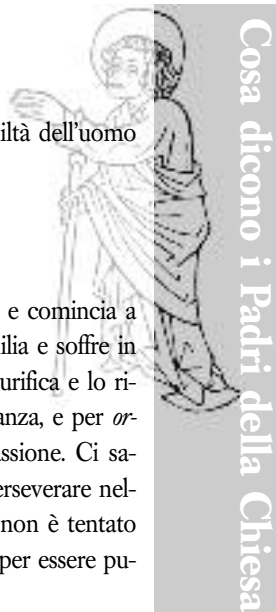 iltà dell'uomo
e comincia a
ilia e soffre in
urifica e lo ri-
anza, e per or-
assione. Ci sa-
erseverare nel-
non è tentato
per essere pu-
Cosa dicono i Padri della Chiesa